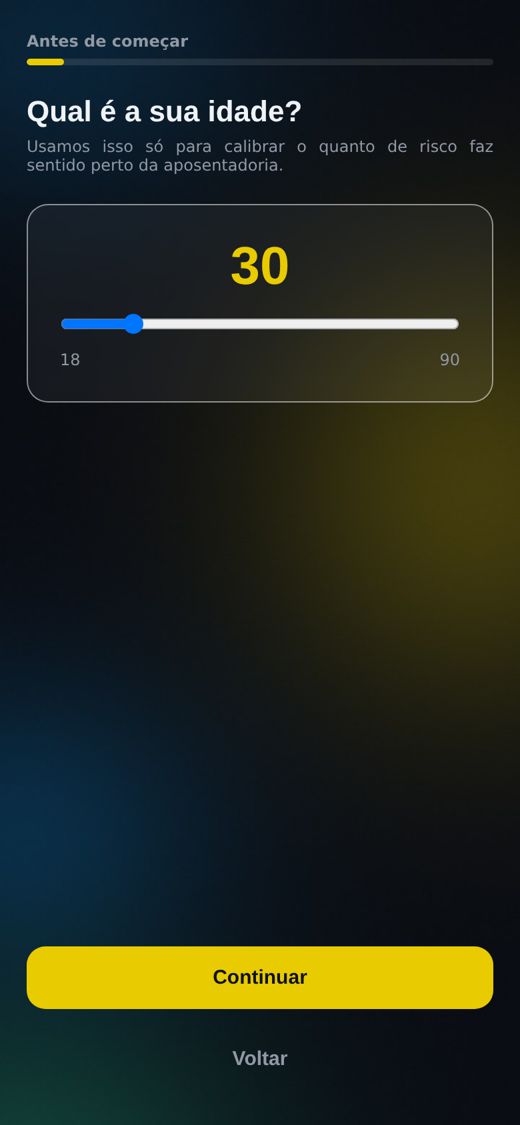 Antes de começar
Qual é a sua idade?
Usamos isso só para calibrar o quanto de risco faz
sentido perto da aposentadoria.
30
18 90
Continuar
Voltar